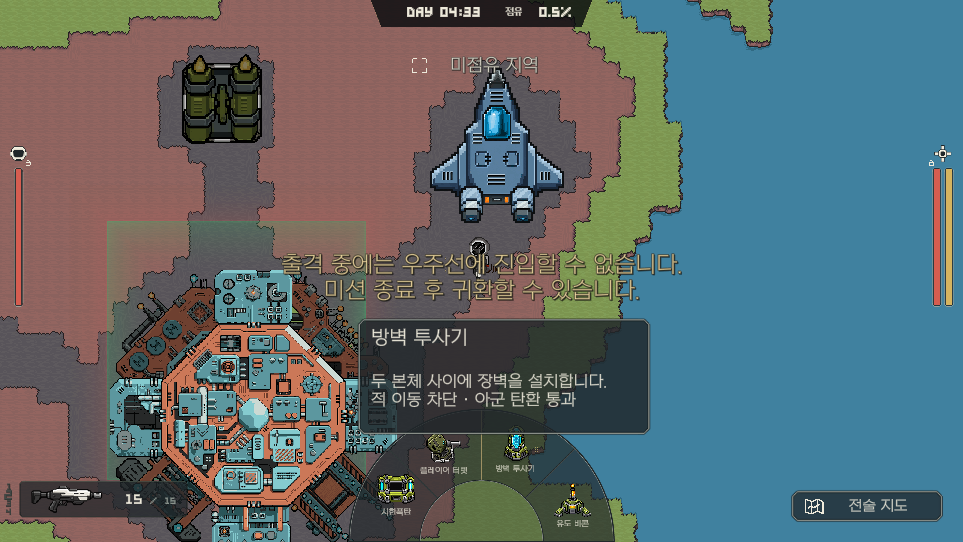 DAY 04:33 점유 0.5%
미점유 지역
출격 중에는 우주선에 진입할 수 없습니다.
미션 종료 후 귀환할 수 있습니다.
방벽 투사기
두 본체 사이에 장벽을 설치합니다.
적 이동 차단 · 아군 탄환 통과
플레이어 터렛
방벽 투사기
시한폭탄
유도 비콘
15 / 15
전술 지도